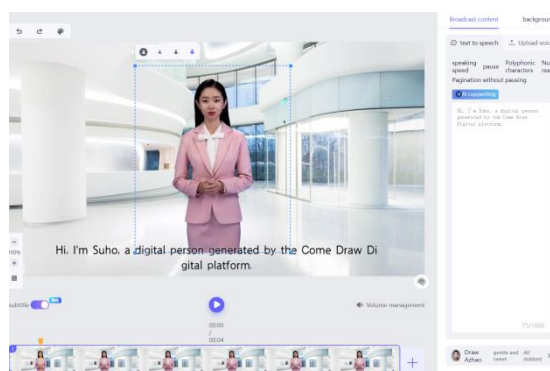 Broadcast content
backgroun
text to speech
Upload voic
speaking speed
pause
Polyphonic characters
Nu
rea
Pagination without pausing
AI copywriting
Hi, I'm Suho, a digital person
generated by the Come Draw
Digital platform.
Hi, I'm Suho, a digital person generated by the Come Draw Di
gital platform.
100%
subtitle
Volume management
00:00
/
00:04
75/1000
Draw Azhao
gentle and sweet
All dubbed